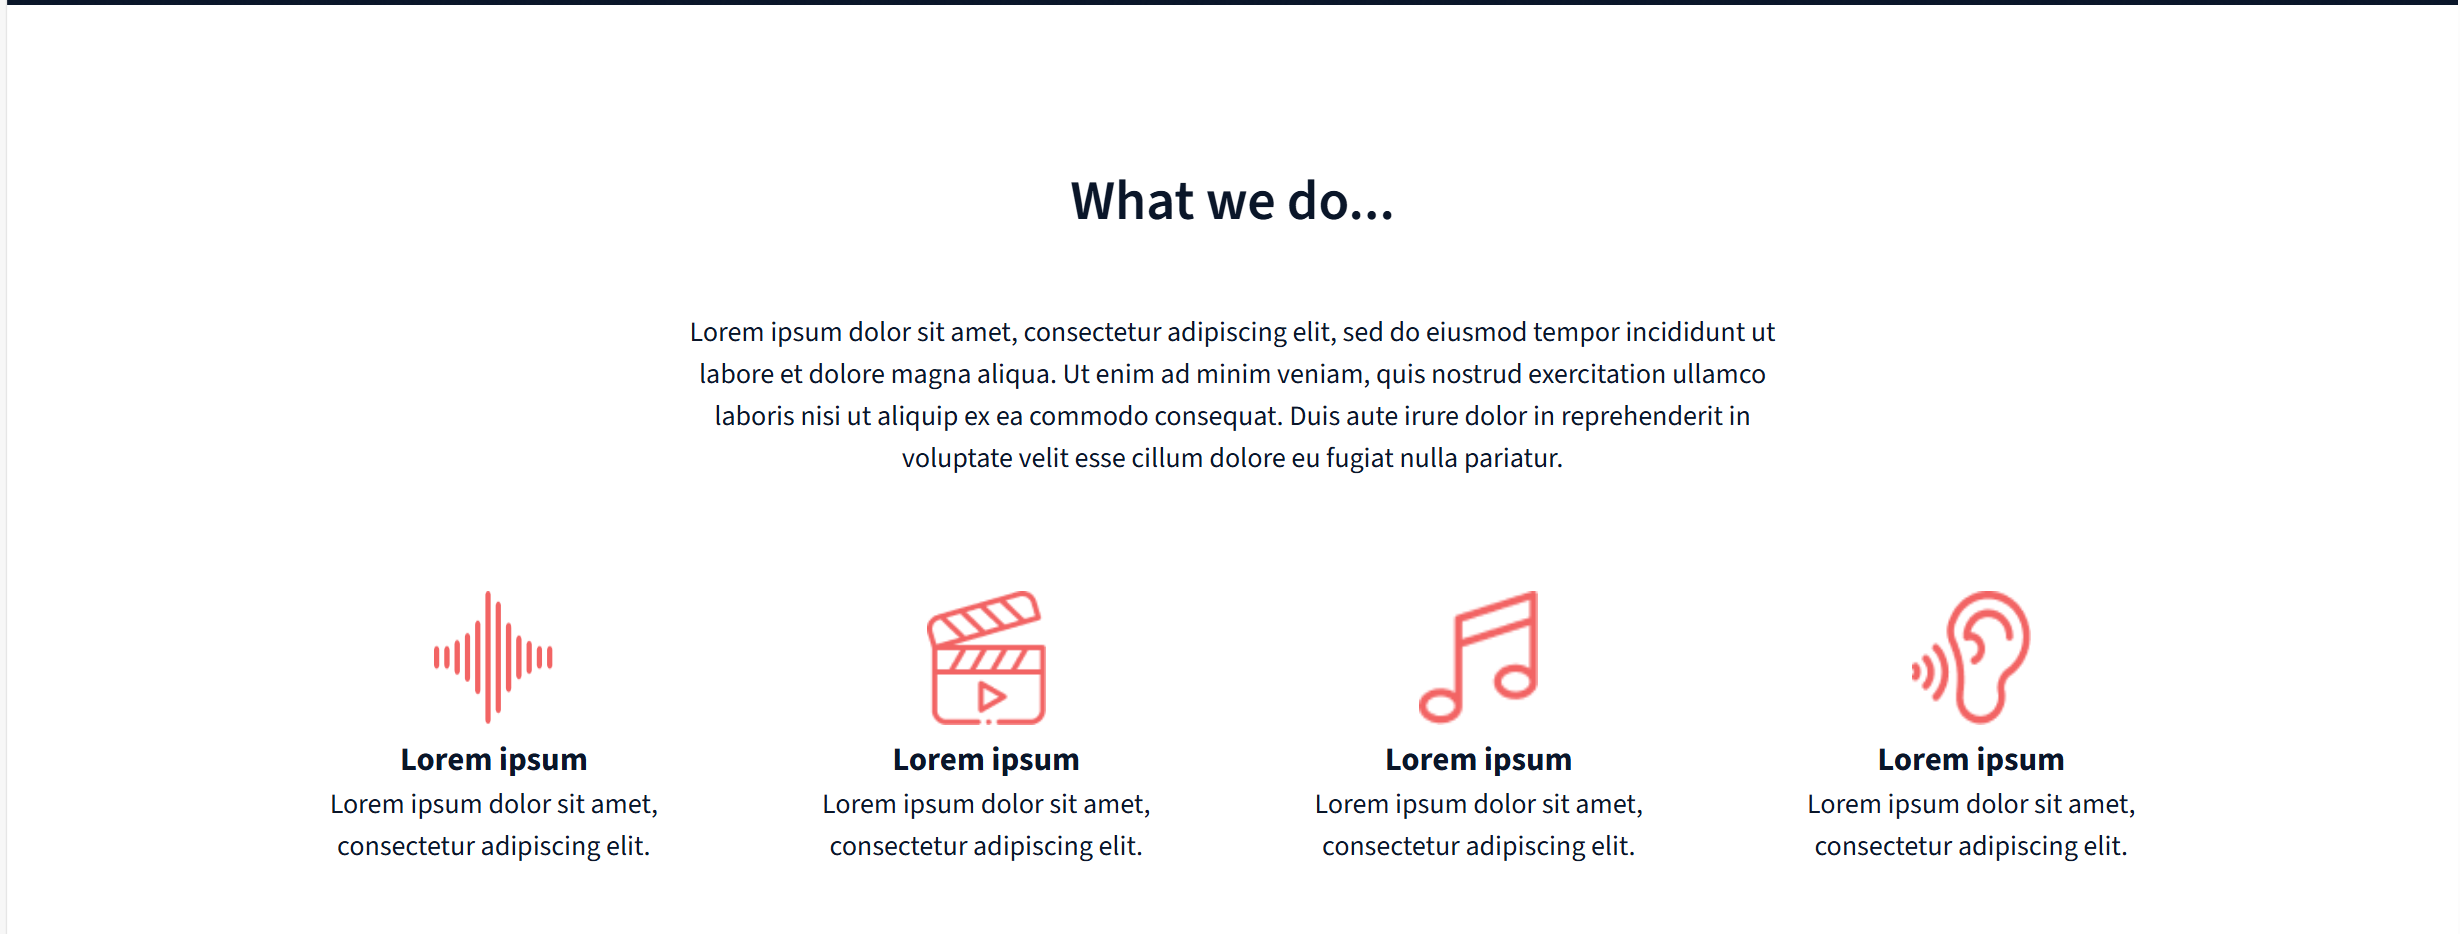 What we do...
Lorem ipsum dolor sit amet, consectetur adipiscing elit, sed do eiusmod tempor incididunt ut
labore et dolore magna aliqua. Ut enim ad minim veniam, quis nostrud exercitation ullamco
laboris nisi ut aliquip ex ea commodo consequat. Duis aute irure dolor in reprehenderit in
voluptate velit esse cillum dolore eu fugiat nulla pariatur.
Lorem ipsum
Lorem ipsum dolor sit amet,
consectetur adipiscing elit.
Lorem ipsum
Lorem ipsum dolor sit amet,
consectetur adipiscing elit.
Lorem ipsum
Lorem ipsum dolor sit amet,
consectetur adipiscing elit.
Lorem ipsum
Lorem ipsum dolor sit amet,
consectetur adipiscing elit.